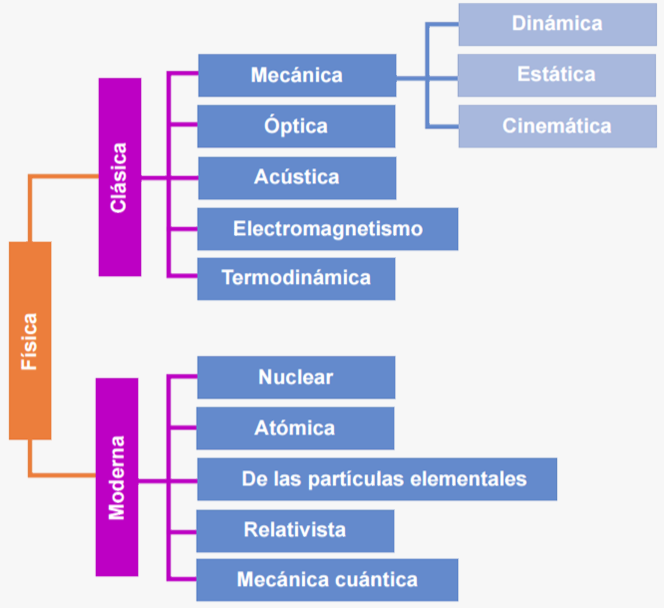 Física
Clásica
Mecánica
Dinámica
Estática
Cinemática
Óptica
Acústica
Electromagnetismo
Termodinámica
Moderna
Nuclear
Atómica
De las partículas elementales
Relativista
Mecánica cuántica